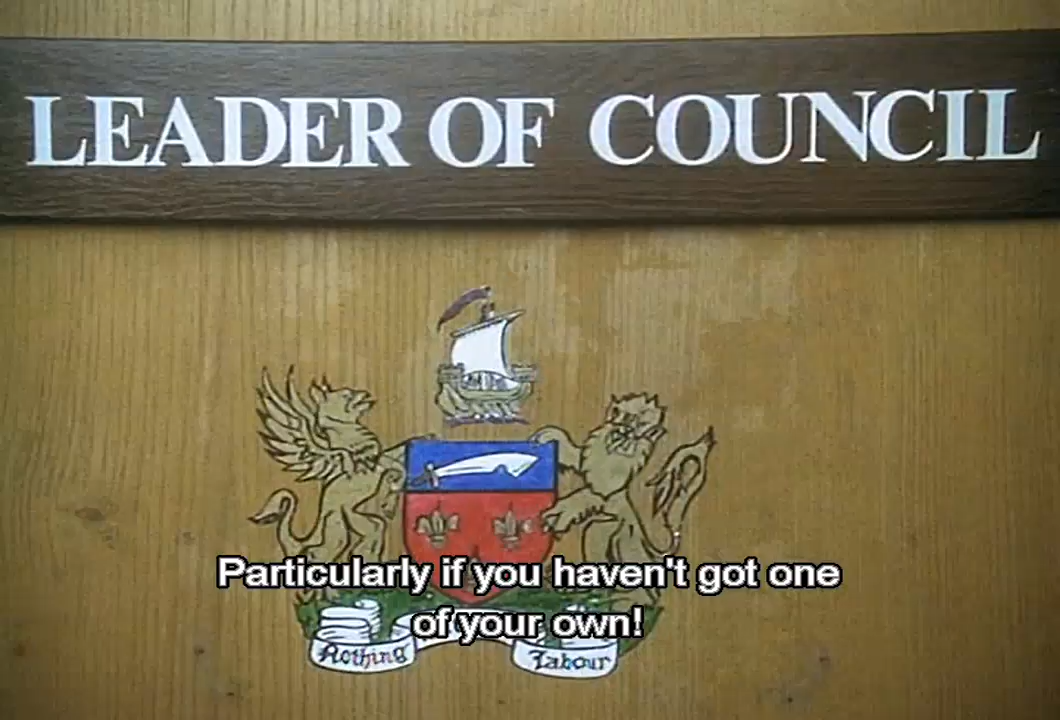 LEADER OF COUNCIL
Particularly if you haven't got one
of your own!
Nothing
Labour